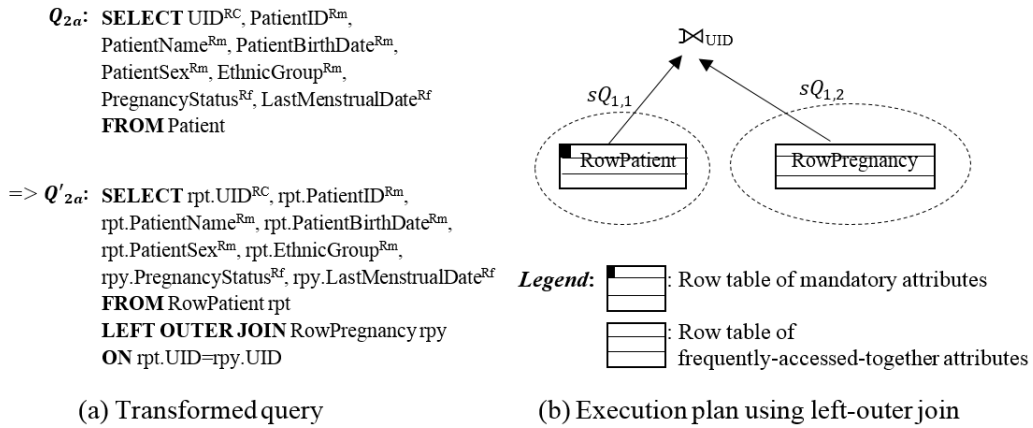 Q₂ₐ: SELECT UIDᴿᶜ, PatientIDᴿᵐ,
PatientNameᴿᵐ, PatientBirthDateᴿᵐ,
PatientSexᴿᵐ, EthnicGroupᴿᵐ,
PregnancyStatusᴿᶠ, LastMenstrualDateᴿᶠ
FROM Patient
=> Q'₂ₐ: SELECT rpt.UIDᴿᶜ, rpt.PatientIDᴿᵐ,
rpt.PatientNameᴿᵐ, rpt.PatientBirthDateᴿᵐ,
rpt.PatientSexᴿᵐ, rpt.EthnicGroupᴿᵐ,
rpy.PregnancyStatusᴿᶠ, rpy.LastMenstrualDateᴿᶠ
FROM RowPatient rpt
LEFT OUTER JOIN RowPregnancy rpy
ON rpt.UID=rpy.UID
(a) Transformed query
⟕ UID
sQ₁,₁
sQ₁,₂
RowPatient
RowPregnancy
Legend:
: Row table of mandatory attributes
: Row table of
frequently-accessed-together attributes
(b) Execution plan using left-outer join